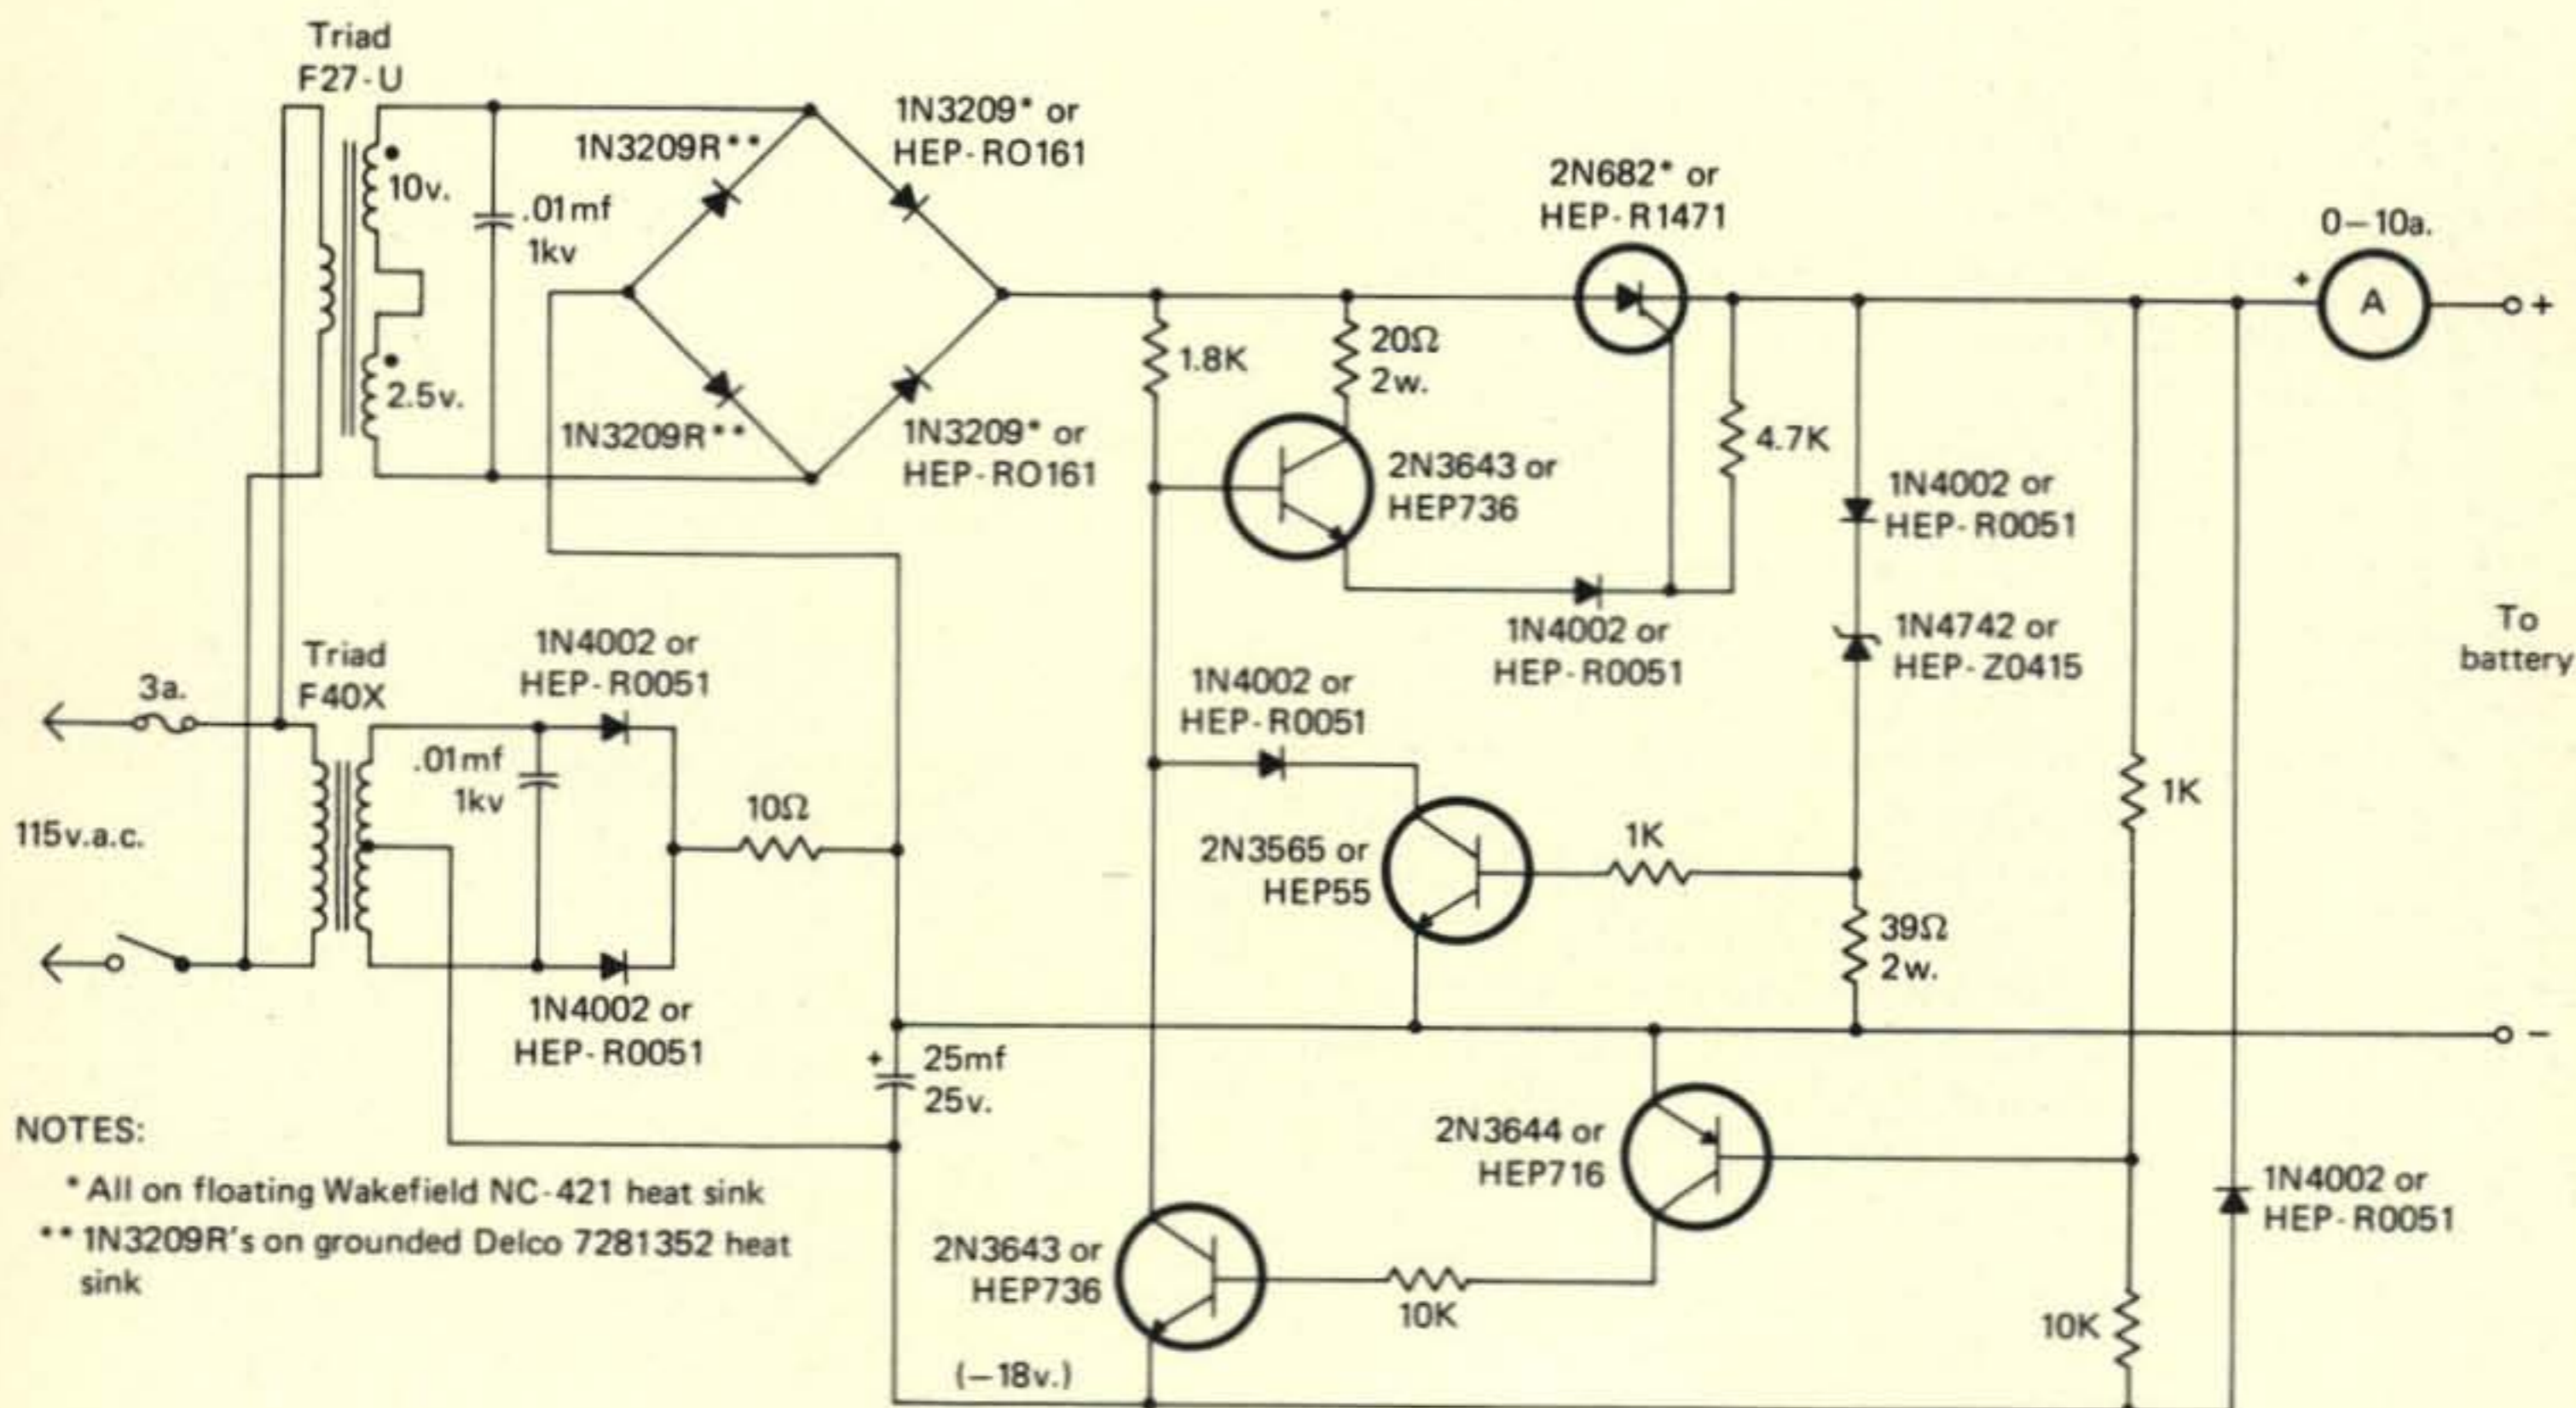 Triad
F27-U
10v.
2.5v.
.01mf
1kv
1N3209R**
1N3209* or
HEP-RO161
1N3209R**
1N3209* or
HEP-RO161
2N682* or
HEP-R1471
0–10a.
+
A
+
1.8K
20Ω
2w.
4.7K
2N3643 or
HEP736
1N4002 or
HEP-R0051
1N4002 or
HEP-R0051
1N4742 or
HEP-Z0415
To
battery
3a.
Triad
F40X
1N4002 or
HEP-R0051
.01mf
1kv
10Ω
115v.a.c.
1N4002 or
HEP-R0051
1N4002 or
HEP-R0051
2N3565 or
HEP55
1K
1K
39Ω
2w.
–
+
25mf
25v.
2N3644 or
HEP716
2N3643 or
HEP736
10K
10K
1N4002 or
HEP-R0051
(–18v.)
NOTES:
* All on floating Wakefield NC-421 heat sink
** 1N3209R's on grounded Delco 7281352 heat
sink